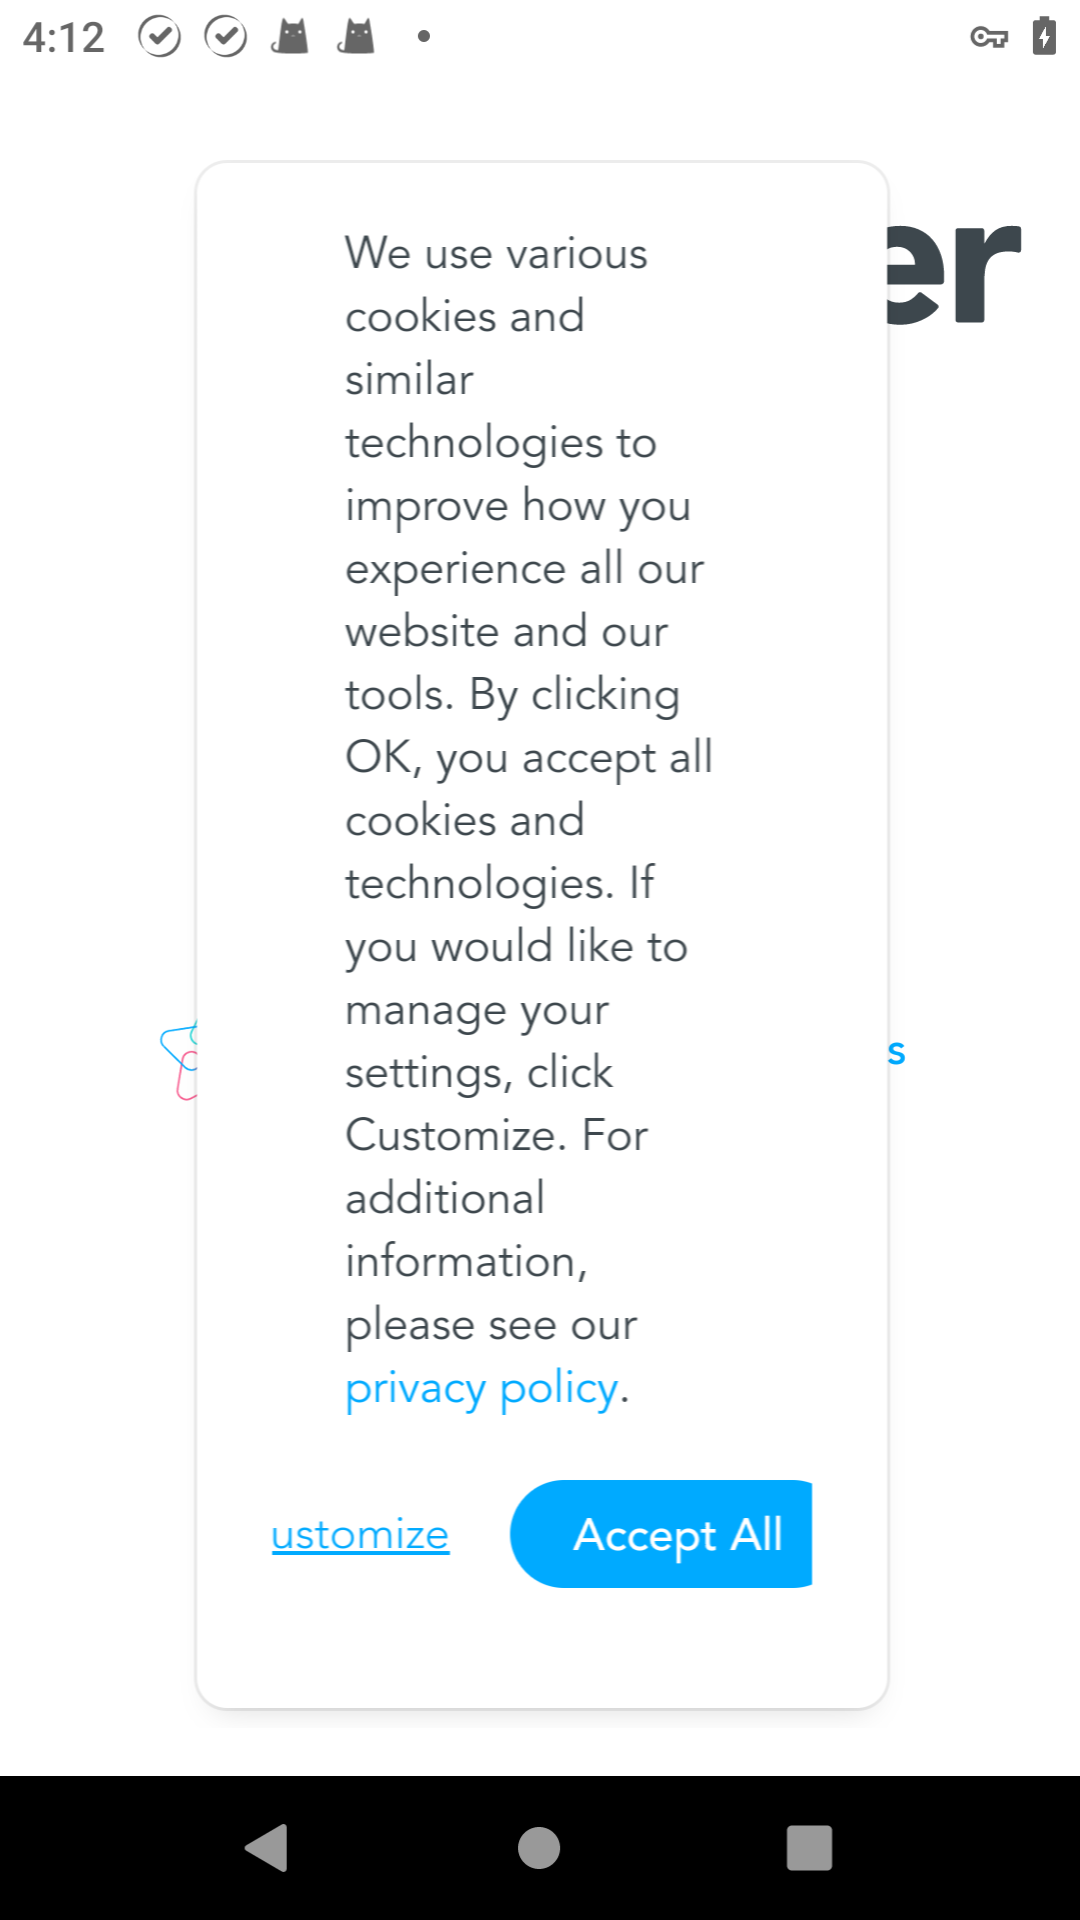 4:12
er
We use various
cookies and
similar
technologies to
improve how you
experience all our
website and our
tools. By clicking
OK, you accept all
cookies and
technologies. If
you would like to
manage your
settings, click
s
Customize. For
additional
information,
please see our
privacy policy.
ustomize
Accept All